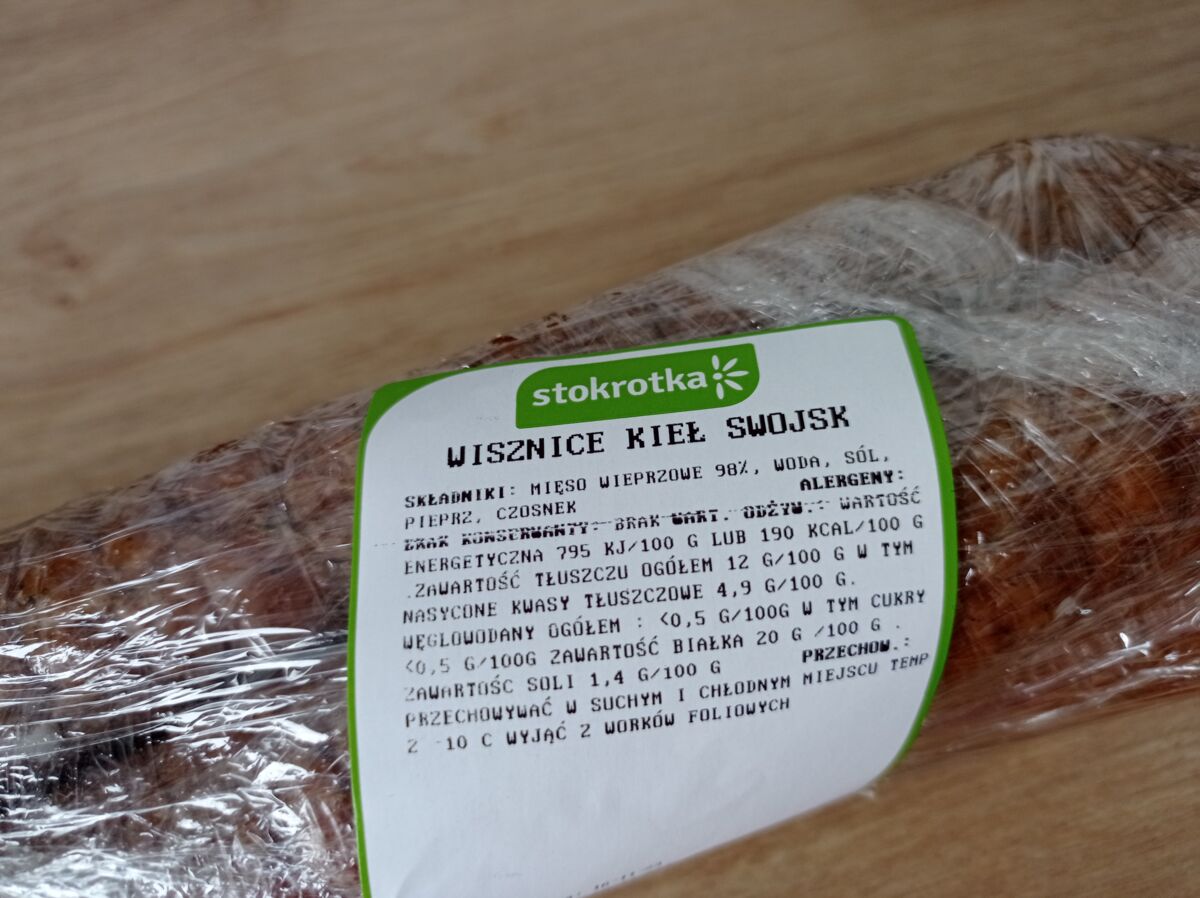 stokrotka
WISZNICE KIEŁ SWOJSK
SKŁADNIKI: MIĘSO WIEPRZOWE 98%, WODA, SÓL,
PIEPRZ, CZOSNEK ALERGENY:
BRAK KONSERWANTY: BRAK WART. ODŻYW.: WARTOŚĆ
ENERGETYCZNA 795 KJ/100 G LUB 190 KCAL/100 G
.ZAWARTOŚĆ TŁUSZCZU OGÓŁEM 12 G/100 G W TYM
NASYCONE KWASY TŁUSZCZOWE 4,9 G/100 G.
WĘGLOWODANY OGÓŁEM : <0,5 G/100G W TYM CUKRY
<0,5 G/100G ZAWARTOŚĆ BIAŁKA 20 G /100 G .
ZAWARTOŚC SOLI 1,4 G/100 G PRZECHOW.:
PRZECHOWYWAĆ W SUCHYM I CHŁODNYM MIEJSCU TEMP
2 -10 C WYJĄĆ Z WORKÓW FOLIOWYCH